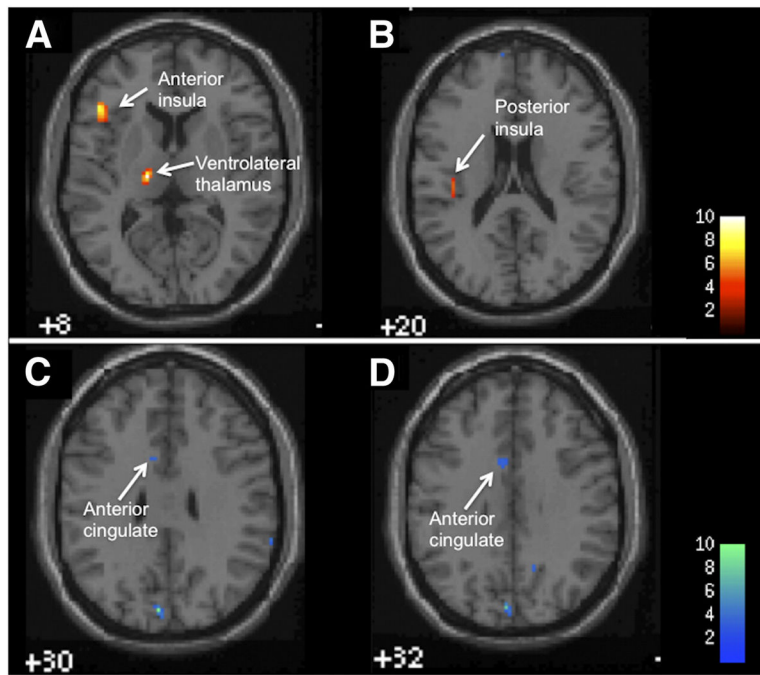 A
Anterior
insula
Ventrolateral
thalamus
+8
B
Posterior
insula
+20
10
8
6
4
2
C
Anterior
cingulate
+30
D
Anterior
cingulate
+32
10
8
6
4
2